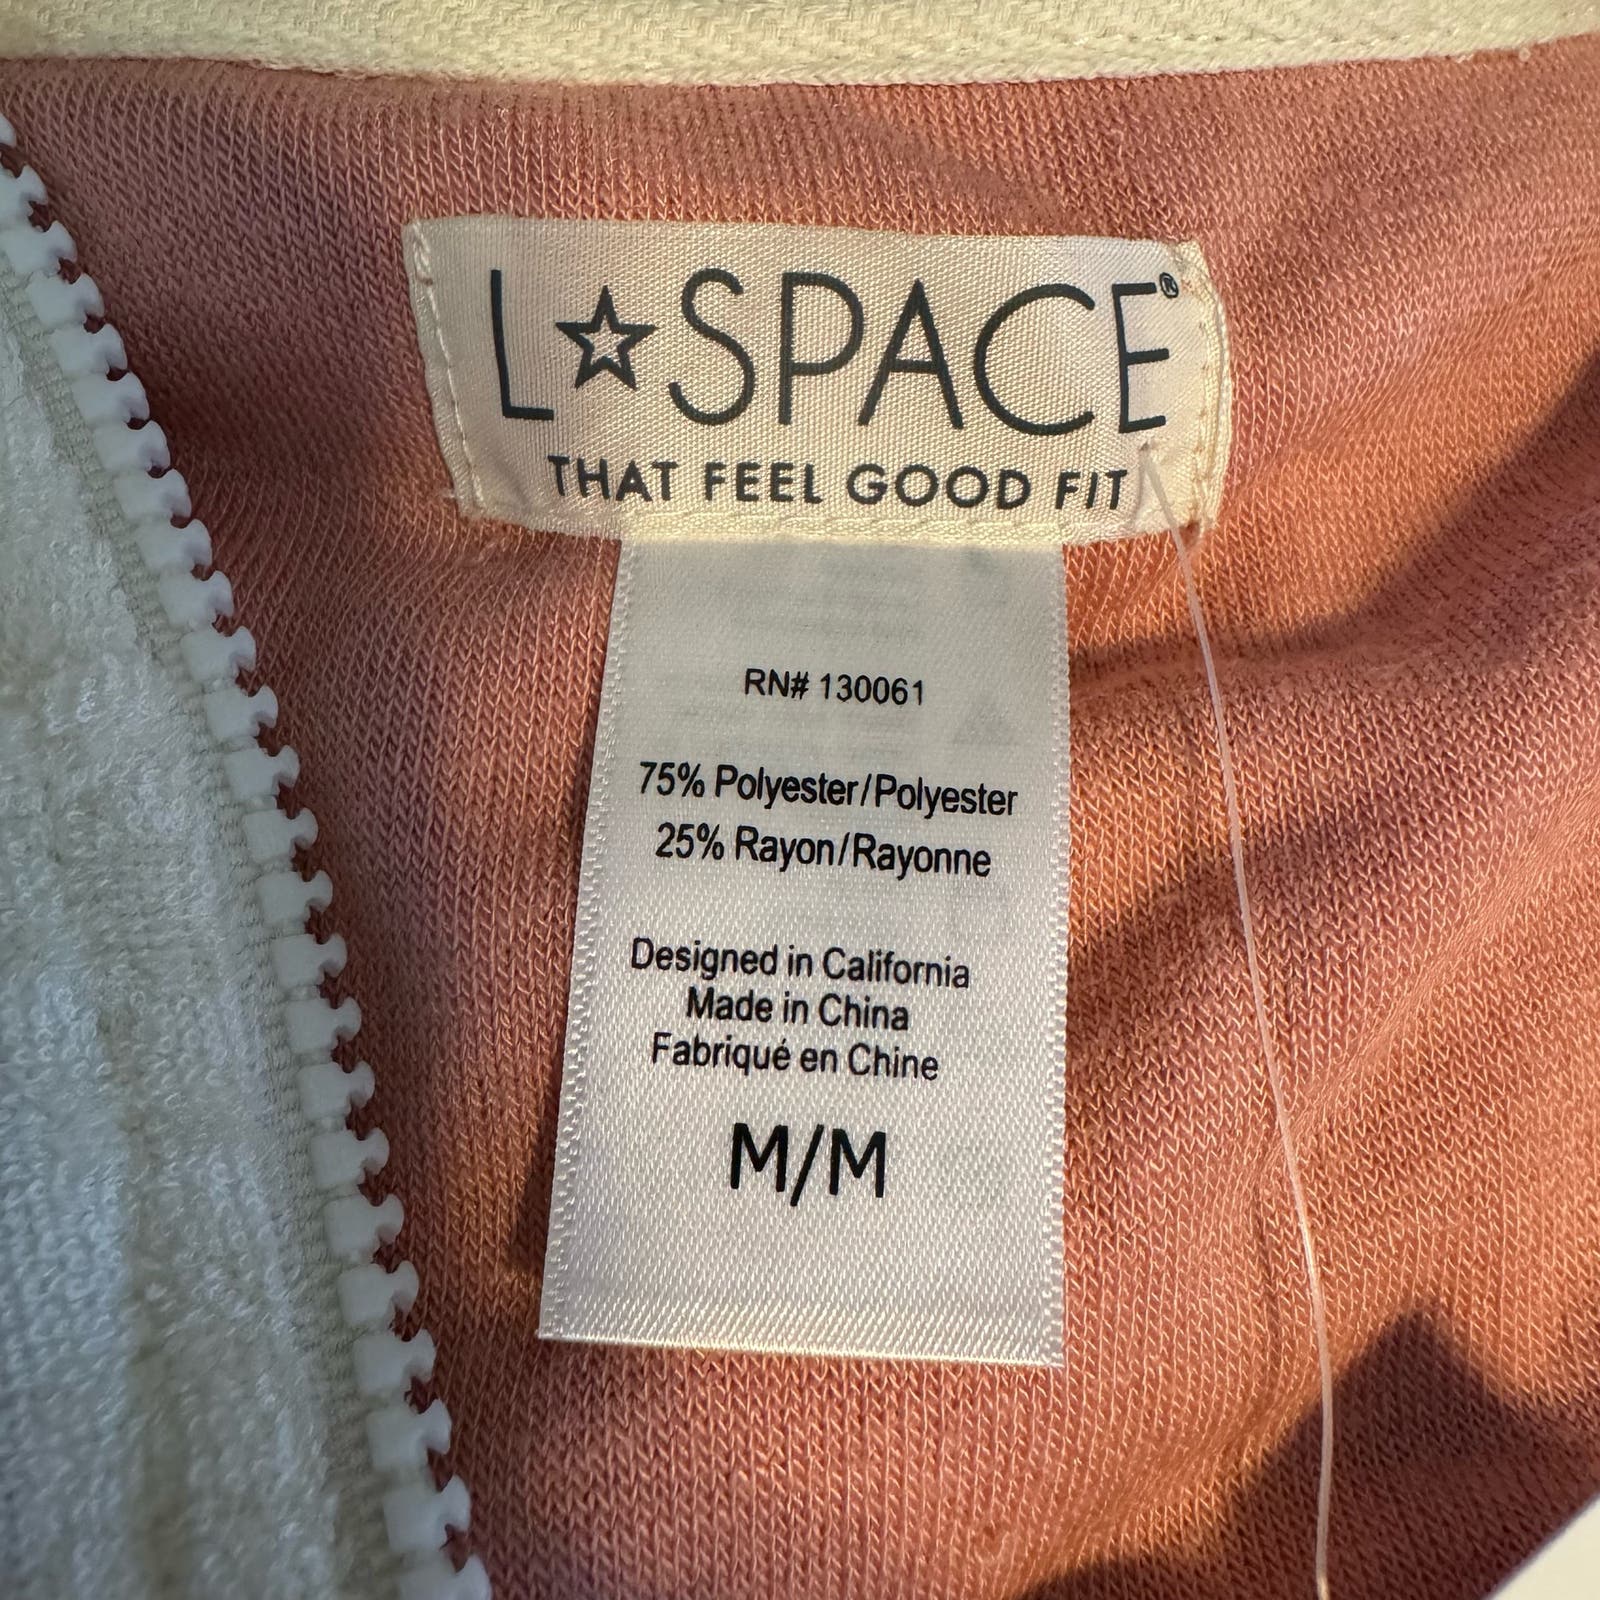 L☆SPACE®
THAT FEEL GOOD FIT
RN# 130061
75% Polyester/Polyester
25% Rayon/Rayonne
Designed in California
Made in China
Fabriqué en Chine
M/M